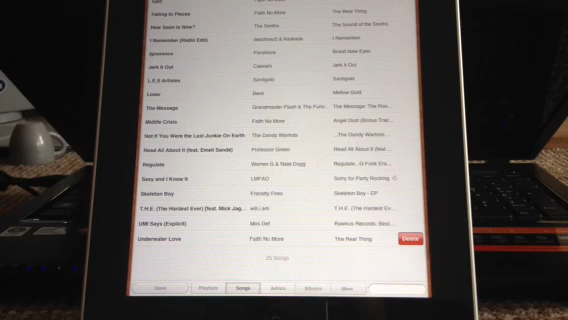 Epic Faith No More
Falling to Pieces Faith No More The Real Thing
How Soon Is Now? The Smiths The Sound of the Smiths
I Remember (Radio Edit) Deadmau5 & Kaskade I Remember
Ignorance Paramore Brand New Eyes
Jerk It Out Caesars Jerk It Out
L.E.S Artistes Santigold Santigold
Loser Beck Mellow Gold
The Message Grandmaster Flash & The Furio... The Message: The Roo...
Midlife Crisis Faith No More Angel Dust (Bonus Trac...
Not If You Were the Last Junkie On Earth The Dandy Warhols ...The Dandy Warhols...
Read All About It (feat. Emeli Sandé) Professor Green Read All About It (feat....
Regulate Warren G & Nate Dogg Regulate...G Funk Era...
Sexy and I Know It LMFAO Sorry for Party Rocking
Skeleton Boy Friendly Fires Skeleton Boy - EP
T.H.E. (The Hardest Ever) [feat. Mick Jag... will.i.am T.H.E. (The Hardest Ev...
UMI Says (Explicit) Mos Def Rawkus Records: Best...
Underwater Love Faith No More The Real Thing Delete
25 Songs
Store Playlists Songs Artists Albums More